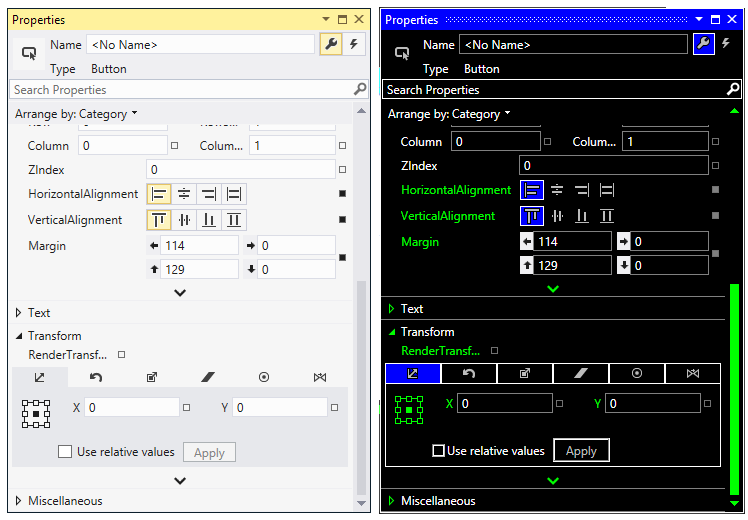 Properties
Name <No Name>
Type Button
Search Properties
Arrange by: Category
Column 0 Colum... 1
ZIndex 0
HorizontalAlignment
VerticalAlignment
Margin 114 0
129 0
Text
Transform
RenderTransf...
X 0 Y 0
Use relative values Apply
Miscellaneous
Properties
Name <No Name>
Type Button
Search Properties
Arrange by: Category
Column 0 Colum... 1
ZIndex 0
HorizontalAlignment
VerticalAlignment
Margin 114 0
129 0
Text
Transform
RenderTransf...
X 0 Y 0
Use relative values Apply
Miscellaneous